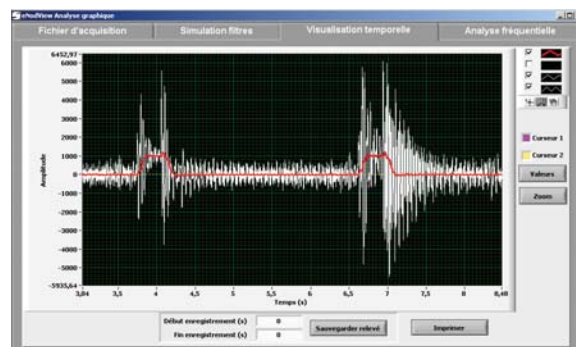 eNodView Analyse graphique
Fichier d'acquisition Simulation filtres Visualisation temporelle Analyse fréquentielle
6452,97
6000
5000
4000
3000
2000
1000
0
-1000
-2000
-3000
-4000
-5000
-5935,64
Amplitude
3,04 3,5 4 4,5 5 5,5 6 6,5 7 7,5 8 8,40
Temps (s)
Curseur 1
Curseur 2
Valeurs
Zoom
Début enregistrement (s) 0
Fin enregistrement (s) 0
Sauvegarder relevé
Imprimer